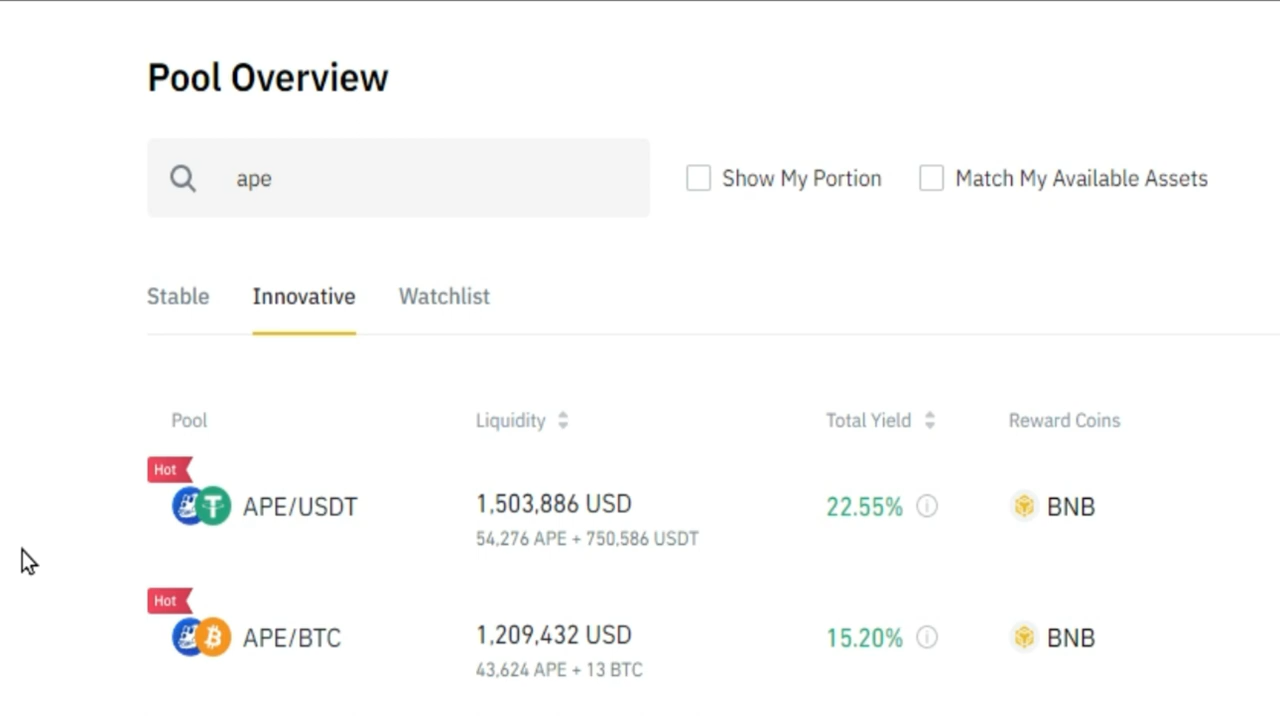 Pool Overview
ape
Show My Portion
Match My Available Assets
Stable
Innovative
Watchlist
Pool
Liquidity
Total Yield
Reward Coins
Hot
APE/USDT
1,503,886 USD
22.55%
BNB
54,276 APE + 750,586 USDT
Hot
APE/BTC
1,209,432 USD
15.20%
BNB
43,624 APE + 13 BTC